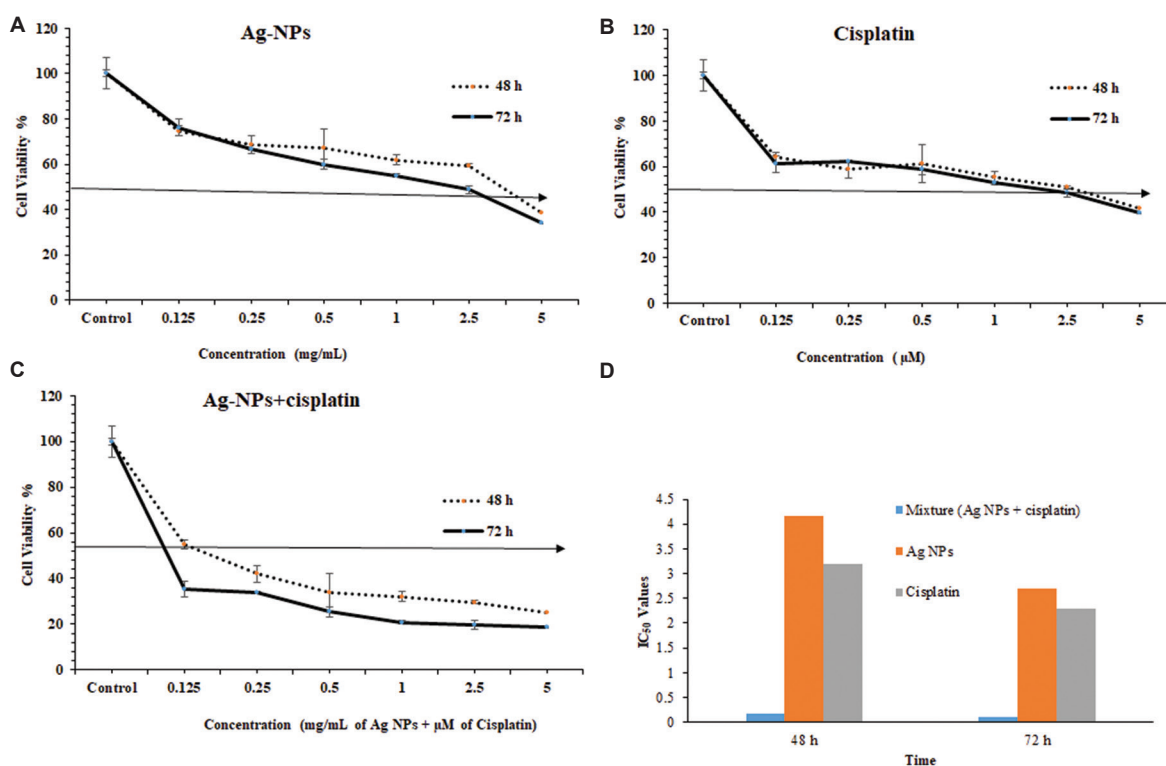 A
Ag-NPs
120
100
80
60
40
20
0
Cell Viability %
48 h
72 h
Control 0.125 0.25 0.5 1 2.5 5
Concentration (mg/mL)
B
Cisplatin
120
100
80
60
40
20
0
Cell Viability %
48 h
72 h
Control 0.125 0.25 0.5 1 2.5 5
Concentration ( µM)
C
Ag-NPs+cisplatin
120
100
80
60
40
20
0
Cell Viability %
48 h
72 h
Control 0.125 0.25 0.5 1 2.5 5
Concentration (mg/mL of Ag NPs + µM of Cisplatin)
D
4.5
4
3.5
3
2.5
2
1.5
1
0.5
0
IC50 Values
Mixture (Ag NPs + cisplatin)
Ag NPs
Cisplatin
48 h 72 h
Time